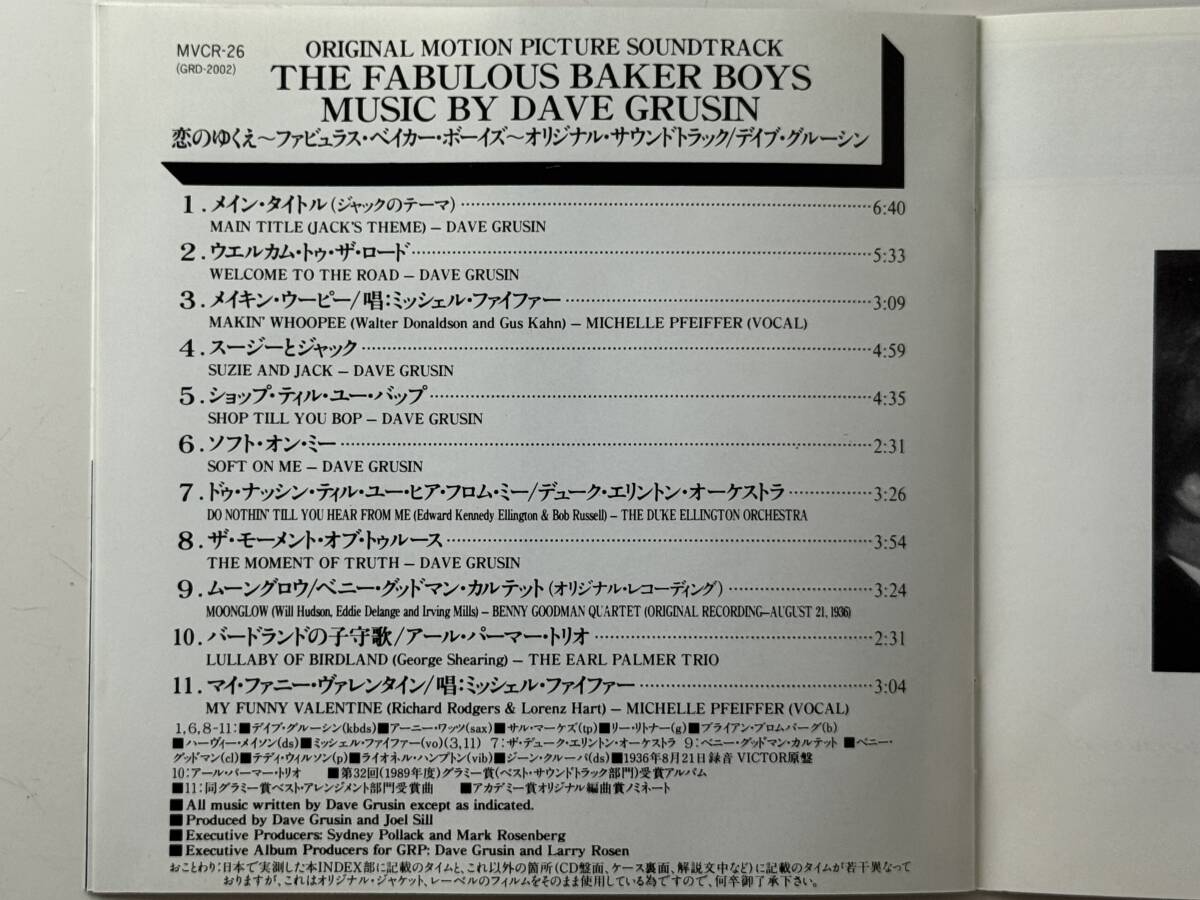 MVCR-26
(GRD-2002)
ORIGINAL MOTION PICTURE SOUNDTRACK
THE FABULOUS BAKER BOYS
MUSIC BY DAVE GRUSIN
恋のゆくえ〜ファビュラス・ベイカー・ボーイズ〜オリジナル・サウンドトラック/デイブ・グルーシン
1.メイン・タイトル(ジャックのテーマ)……6:40
MAIN TITLE (JACK'S THEME) – DAVE GRUSIN
2.ウエルカム・トゥ・ザ・ロード……5:33
WELCOME TO THE ROAD – DAVE GRUSIN
3.メイキン・ウーピー/唱:ミッシェル・ファイファー……3:09
MAKIN' WHOOPEE (Walter Donaldson and Gus Kahn) – MICHELLE PFEIFFER (VOCAL)
4.スージーとジャック……4:59
SUZIE AND JACK – DAVE GRUSIN
5.ショップ・ティル・ユー・バップ……4:35
SHOP TILL YOU BOP – DAVE GRUSIN
6.ソフト・オン・ミー……2:31
SOFT ON ME – DAVE GRUSIN
7.ドゥ・ナッシン・ティル・ユー・ヒア・フロム・ミー/デューク・エリントン・オーケストラ……3:26
DO NOTHIN' TILL YOU HEAR FROM ME (Edward Kennedy Ellington & Bob Russell) – THE DUKE ELLINGTON ORCHESTRA
8.ザ・モーメント・オブ・トゥルース……3:54
THE MOMENT OF TRUTH – DAVE GRUSIN
9.ムーングロウ/ベニー・グッドマン・カルテット(オリジナル・レコーディング)……3:24
MOONGLOW (Will Hudson, Eddie Delange and Irving Mills) – BENNY GOODMAN QUARTET (ORIGINAL RECORDING–AUGUST 21, 1936)
10.バードランドの子守歌/アール・パーマー・トリオ……2:31
LULLABY OF BIRDLAND (George Shearing) – THE EARL PALMER TRIO
11.マイ・ファニー・ヴァレンタイン/唱:ミッシェル・ファイファー……3:04
MY FUNNY VALENTINE (Richard Rodgers & Lorenz Hart) – MICHELLE PFEIFFER (VOCAL)
1,6,8-11:■デイブ・グルーシン(kbds)■アーニー・ワッツ(sax)■サル・マーケズ(tp)■リー・リトナー(g)■ブライアン・ブロムバーグ(b)
■ハーヴィー・メイソン(ds)■ミッシェル・ファイファー(vo)(3,11) 7:ザ・デューク・エリントン・オーケストラ 9:ベニー・グッドマン・カルテット ■ベニー・
グッドマン(cl)■テディ・ウィルソン(p)■ライオネル・ハンプトン(vib)■ジーン・クルーパ(ds)■1936年8月21日録音 VICTOR原盤
10:アール・パーマー・トリオ ■第32回(1989年度)グラミー賞(ベスト・サウンドトラック部門)受賞アルバム
■11:同グラミー賞ベスト・アレンジメント部門受賞曲 ■アカデミー賞オリジナル編曲賞ノミネート
■All music written by Dave Grusin except as indicated.
■Produced by Dave Grusin and Joel Sill
■Executive Producers: Sydney Pollack and Mark Rosenberg
■Executive Album Producers for GRP: Dave Grusin and Larry Rosen
おことわり:日本で実測した本INDEX部に記載のタイムと、これ以外の箇所(CD盤面、ケース裏面、解説文中など)に記載のタイムが若干異なって
おりますが、これはオリジナル・ジャケット、レーベルのフィルムをそのまま使用している為ですので、何卒御了承下さい。